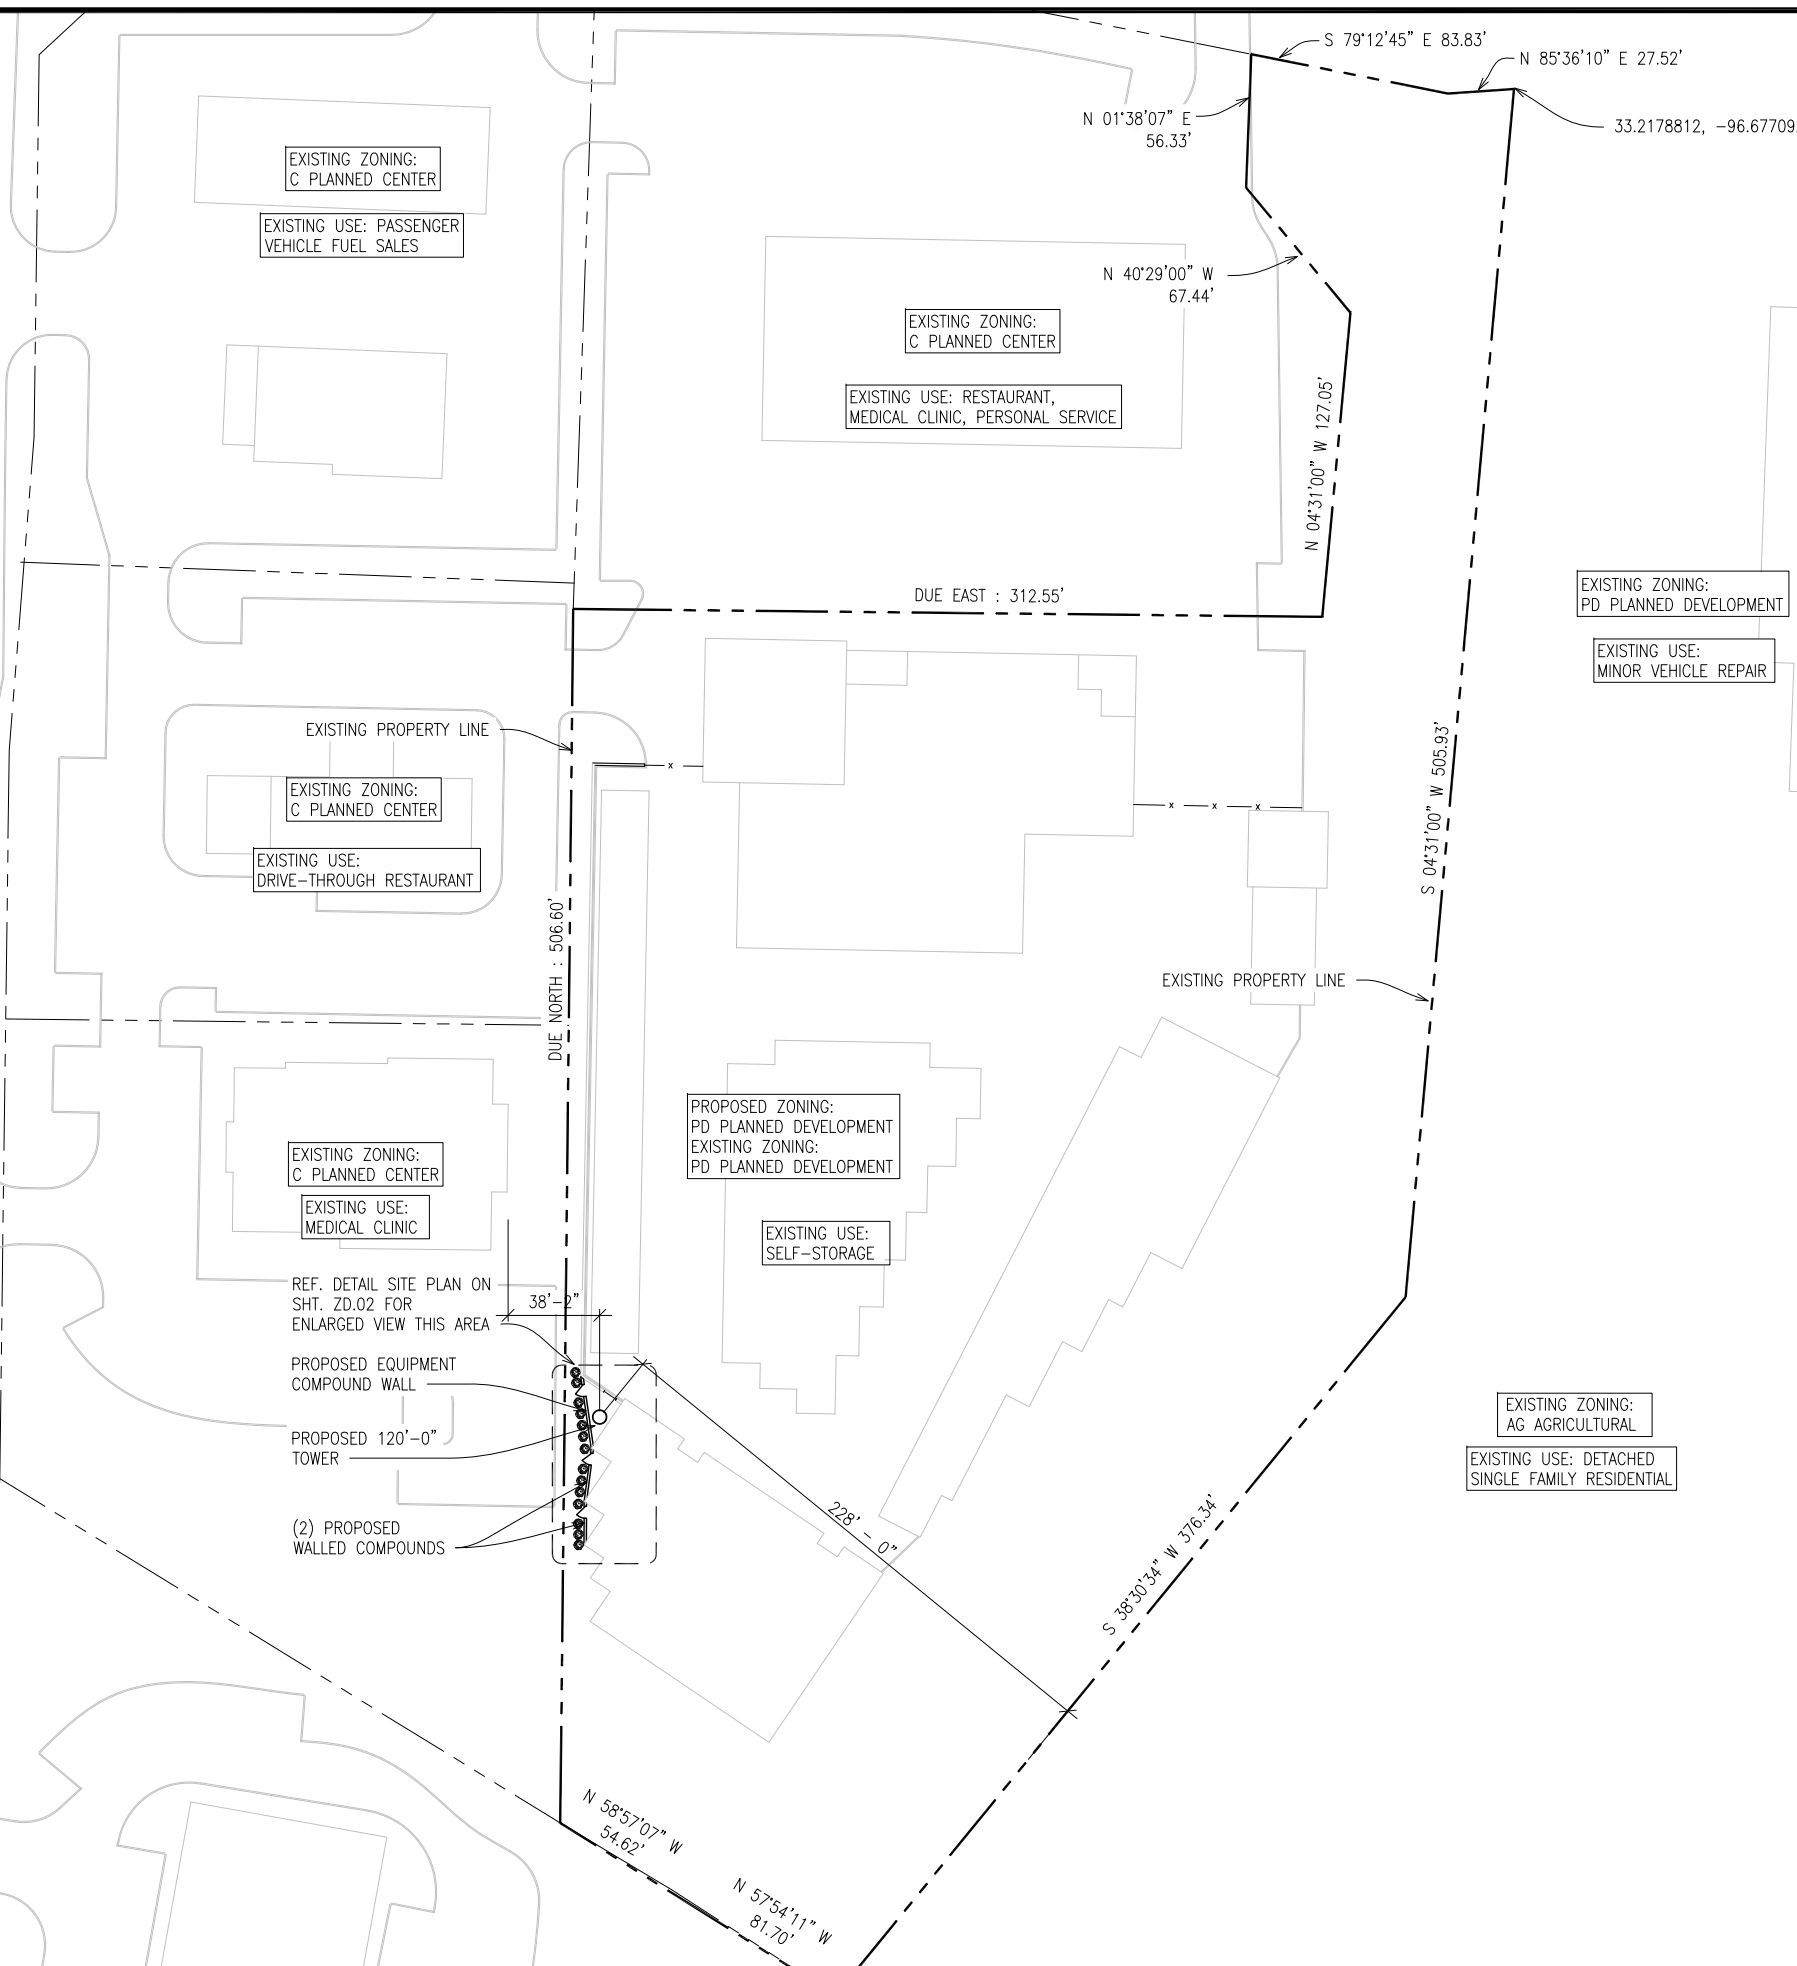 S 79°12'45" E 83.83'
N 85°36'10" E 27.52'
N 01°38'07" E
56.33'
33.2178812, -96.67709
EXISTING ZONING:
C PLANNED CENTER
EXISTING USE: PASSENGER
VEHICLE FUEL SALES
N 40°29'00" W
67.44'
EXISTING ZONING:
C PLANNED CENTER
EXISTING USE: RESTAURANT,
MEDICAL CLINIC, PERSONAL SERVICE
N 04°31'00" W 127.05'
DUE EAST : 312.55'
EXISTING ZONING:
PD PLANNED DEVELOPMENT
EXISTING USE:
MINOR VEHICLE REPAIR
EXISTING PROPERTY LINE
x
x x x
EXISTING ZONING:
C PLANNED CENTER
EXISTING USE:
DRIVE-THROUGH RESTAURANT
S 04°31'00" W 505.93'
DUE NORTH : 506.60'
EXISTING PROPERTY LINE
PROPOSED ZONING:
PD PLANNED DEVELOPMENT
EXISTING ZONING:
PD PLANNED DEVELOPMENT
EXISTING ZONING:
C PLANNED CENTER
EXISTING USE:
MEDICAL CLINIC
EXISTING USE:
SELF-STORAGE
REF. DETAIL SITE PLAN ON
SHT. ZD.02 FOR
ENLARGED VIEW THIS AREA
38'-2"
PROPOSED EQUIPMENT
COMPOUND WALL
PROPOSED 120'-0"
TOWER
(2) PROPOSED
WALLED COMPOUNDS
EXISTING ZONING:
AG AGRICULTURAL
EXISTING USE: DETACHED
SINGLE FAMILY RESIDENTIAL
228' - 0"
S 38°30'34" W 376.34'
N 58°57'07" W
54.62'
N 57°54'11" W
81.70'